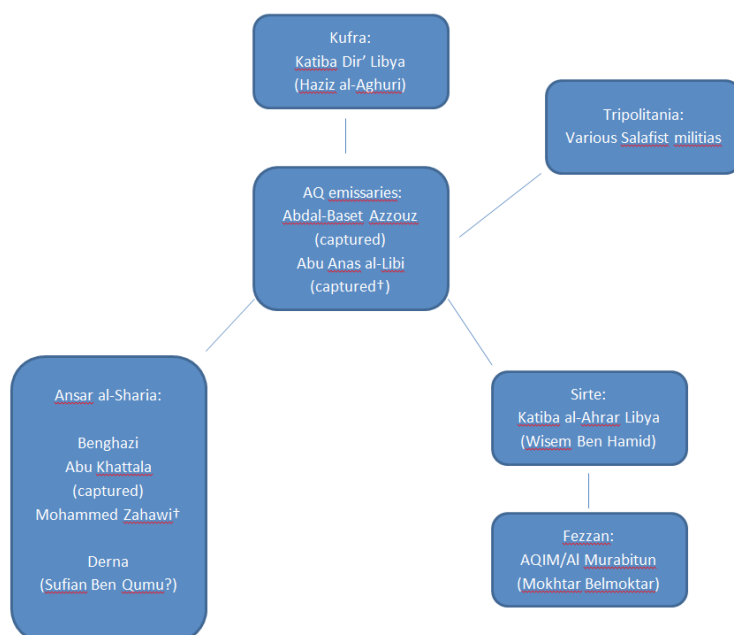 Kufra:
Katiba Dir’ Libya
(Haziz al-Aghuri)
Tripolitania:
Various Salafist militias
AQ emissaries:
Abdal-Baset Azzouz
(captured)
Abu Anas al-Libi
(captured†)
Ansar al-Sharia:
Benghazi
Abu Khattala
(captured)
Mohammed Zahawi†
Derna
(Sufian Ben Qumu?)
Sirte:
Katiba al-Ahrar Libya
(Wisem Ben Hamid)
Fezzan:
AQIM/Al Murabitun
(Mokhtar Belmoktar)